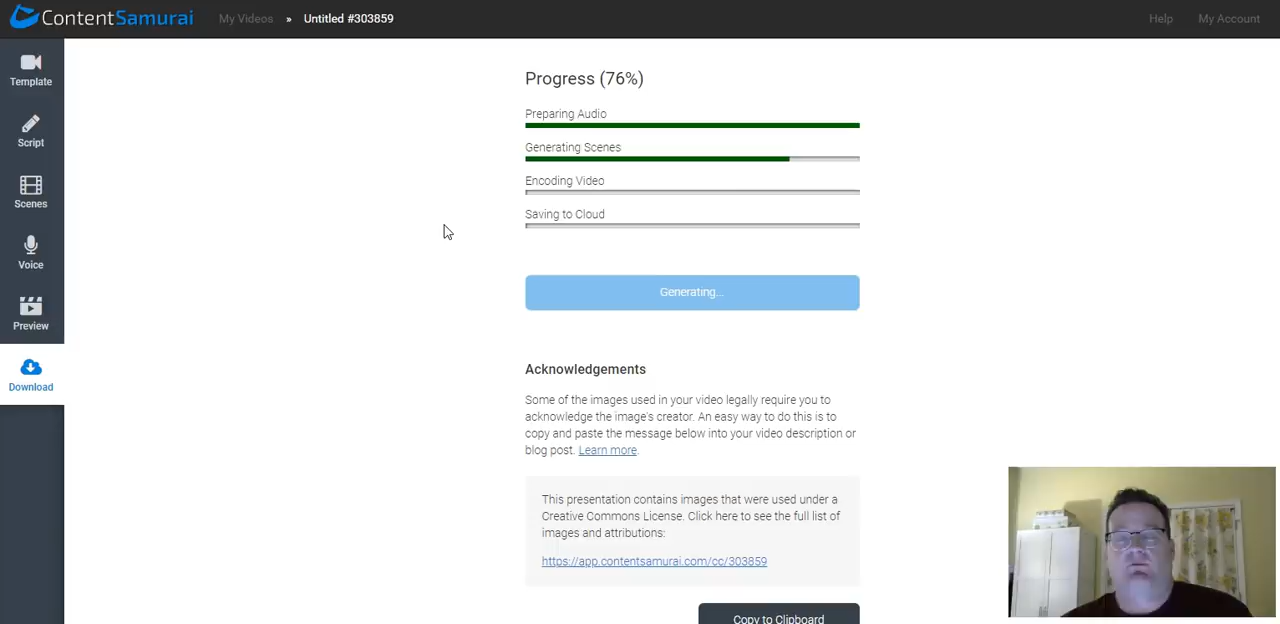 ContentSamurai My Videos » Untitled #303859 Help My Account
Template
Script
Scenes
Voice
Preview
Download
Progress (76%)
Preparing Audio
Generating Scenes
Encoding Video
Saving to Cloud
Generating...
Acknowledgements
Some of the images used in your video legally require you to
acknowledge the image's creator. An easy way to do this is to
copy and paste the message below into your video description or
blog post. Learn more.
This presentation contains images that were used under a
Creative Commons License. Click here to see the full list of
images and attributions:
https://app.contentsamurai.com/cc/303859
Copy to Clipboard